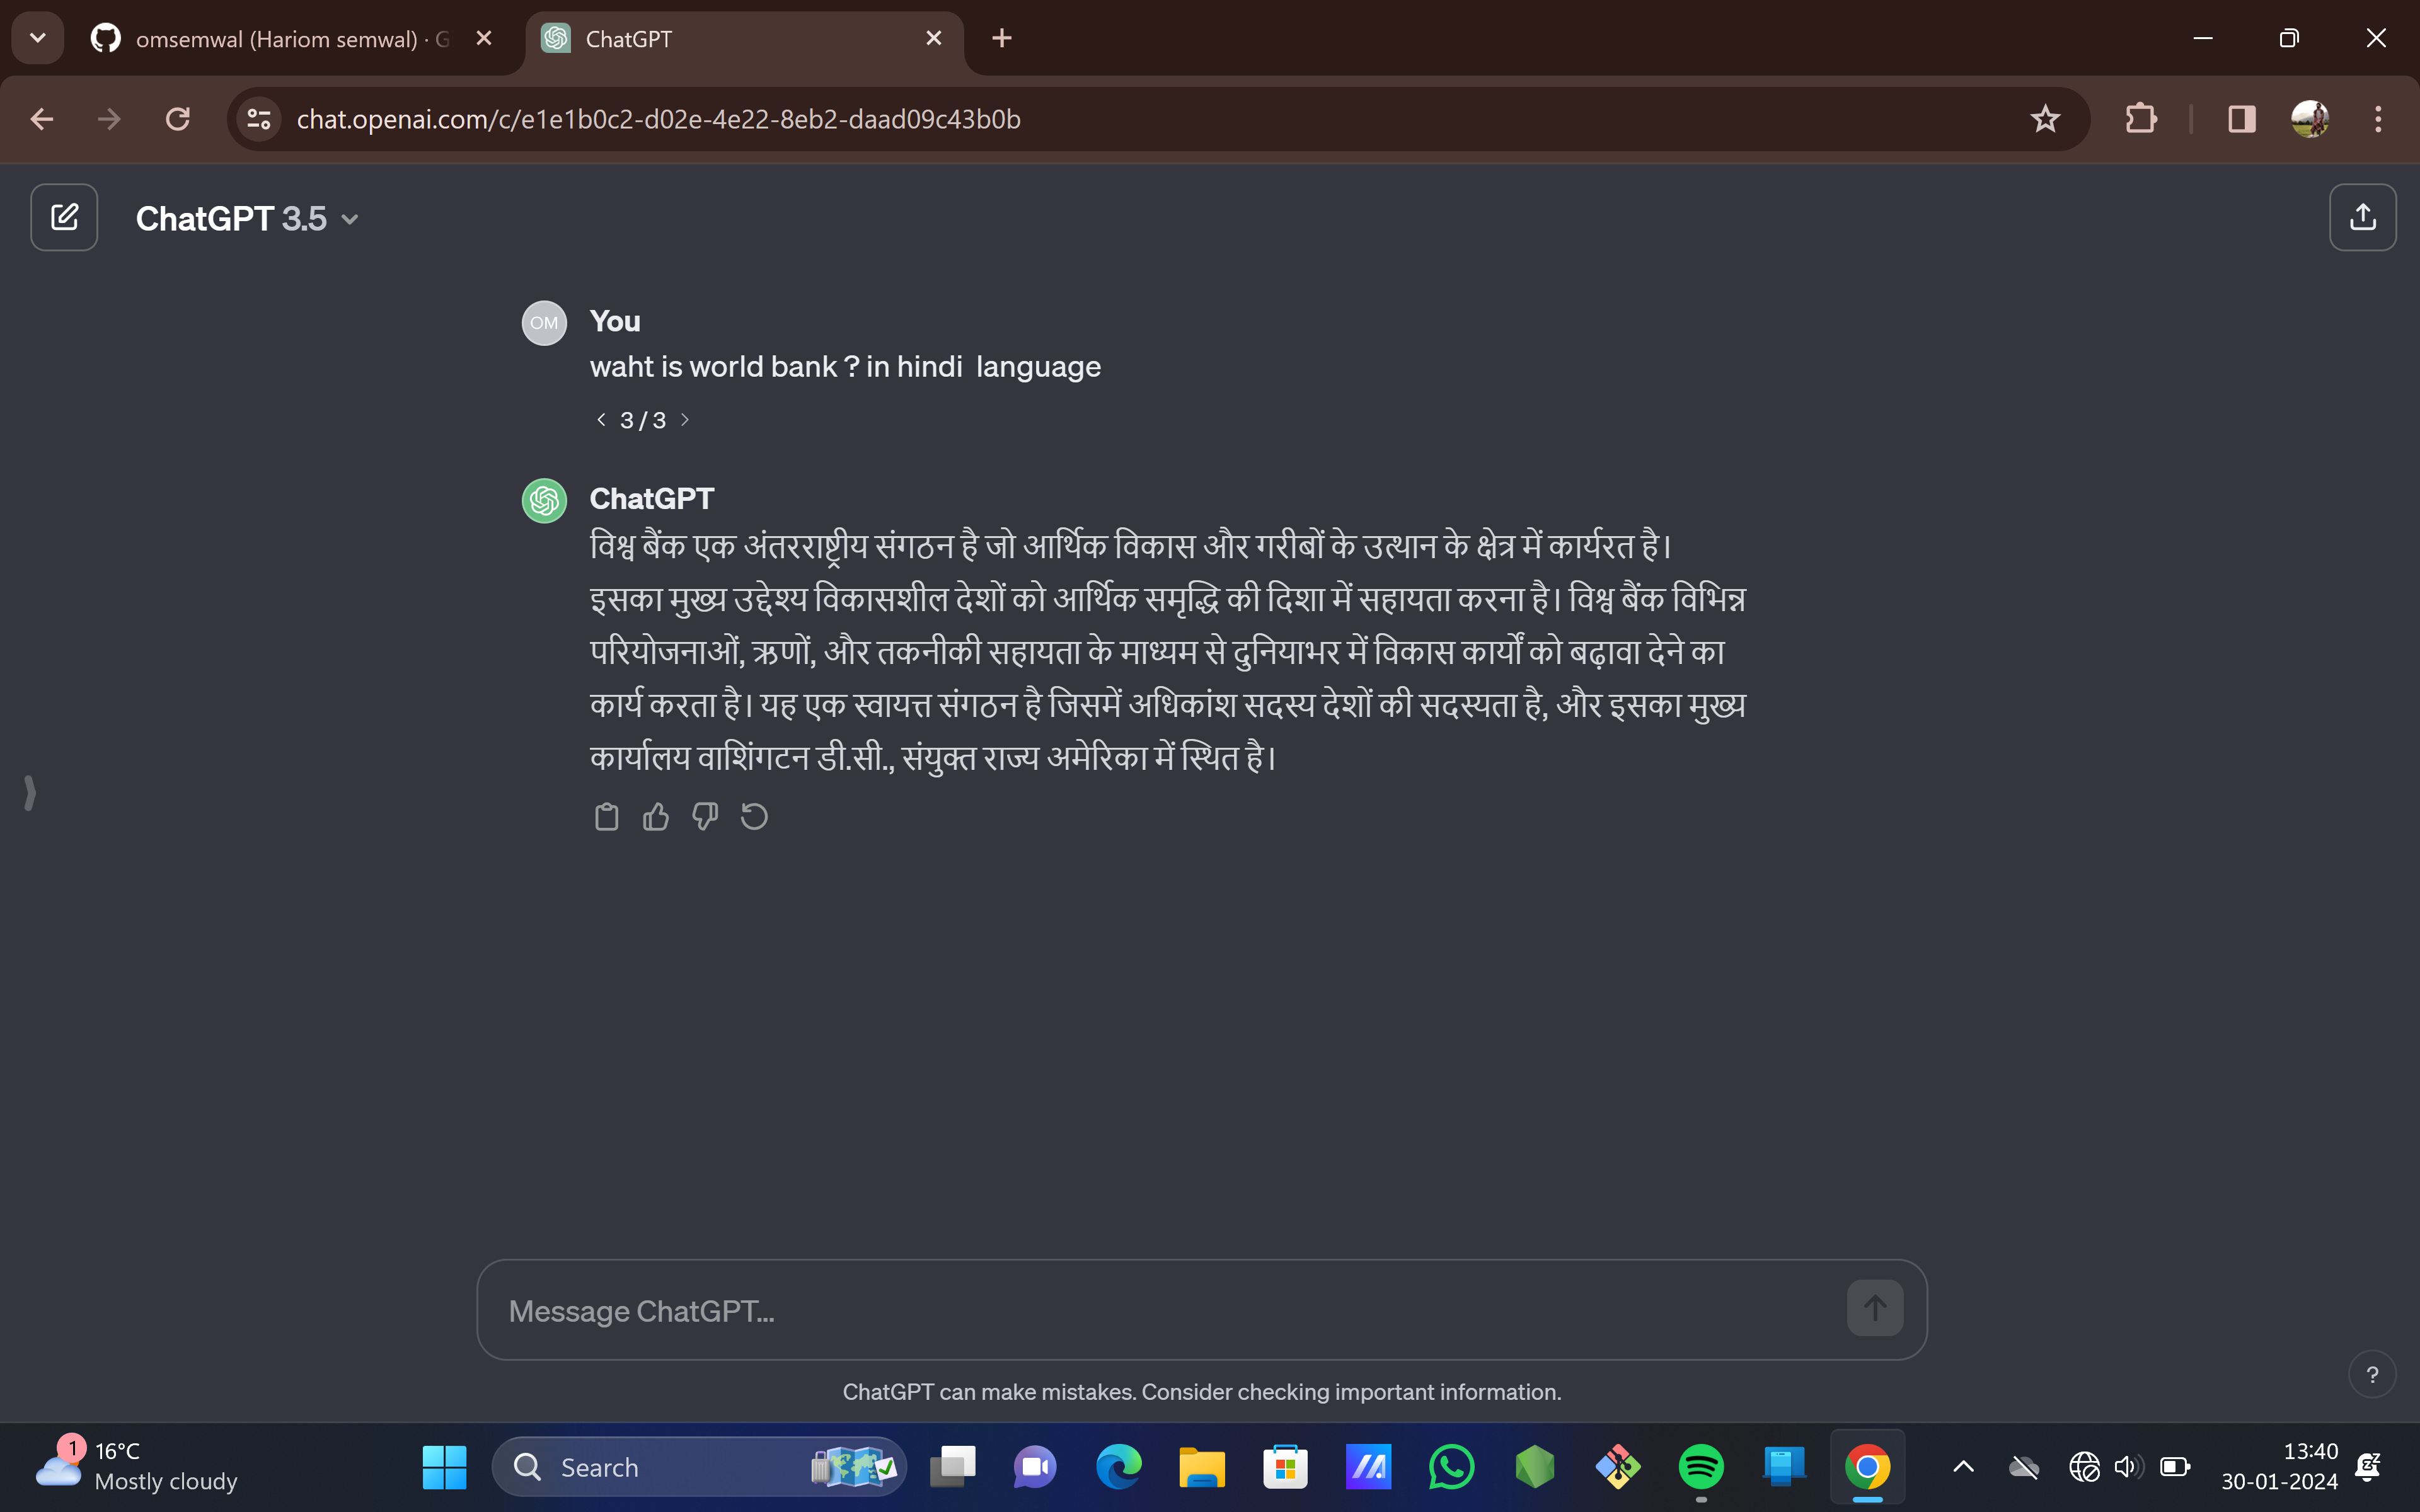 omsemwal (Hariom semwal) · G
ChatGPT
chat.openai.com/c/e1e1b0c2-d02e-4e22-8eb2-daad09c43b0b
ChatGPT 3.5
OM
You
waht is world bank ? in hindi  language
3 / 3
ChatGPT
विश्व बैंक एक अंतरराष्ट्रीय संगठन है जो आर्थिक विकास और गरीबों के उत्थान के क्षेत्र में कार्यरत है।
इसका मुख्य उद्देश्य विकासशील देशों को आर्थिक समृद्धि की दिशा में सहायता करना है। विश्व बैंक विभिन्न
परियोजनाओं, ऋणों, और तकनीकी सहायता के माध्यम से दुनियाभर में विकास कार्यों को बढ़ावा देने का
कार्य करता है। यह एक स्वायत्त संगठन है जिसमें अधिकांश सदस्य देशों की सदस्यता है, और इसका मुख्य
कार्यालय वाशिंगटन डी.सी., संयुक्त राज्य अमेरिका में स्थित है।
Message ChatGPT...
ChatGPT can make mistakes. Consider checking important information.
?
1
16°C
Mostly cloudy
Search
13:40
30-01-2024